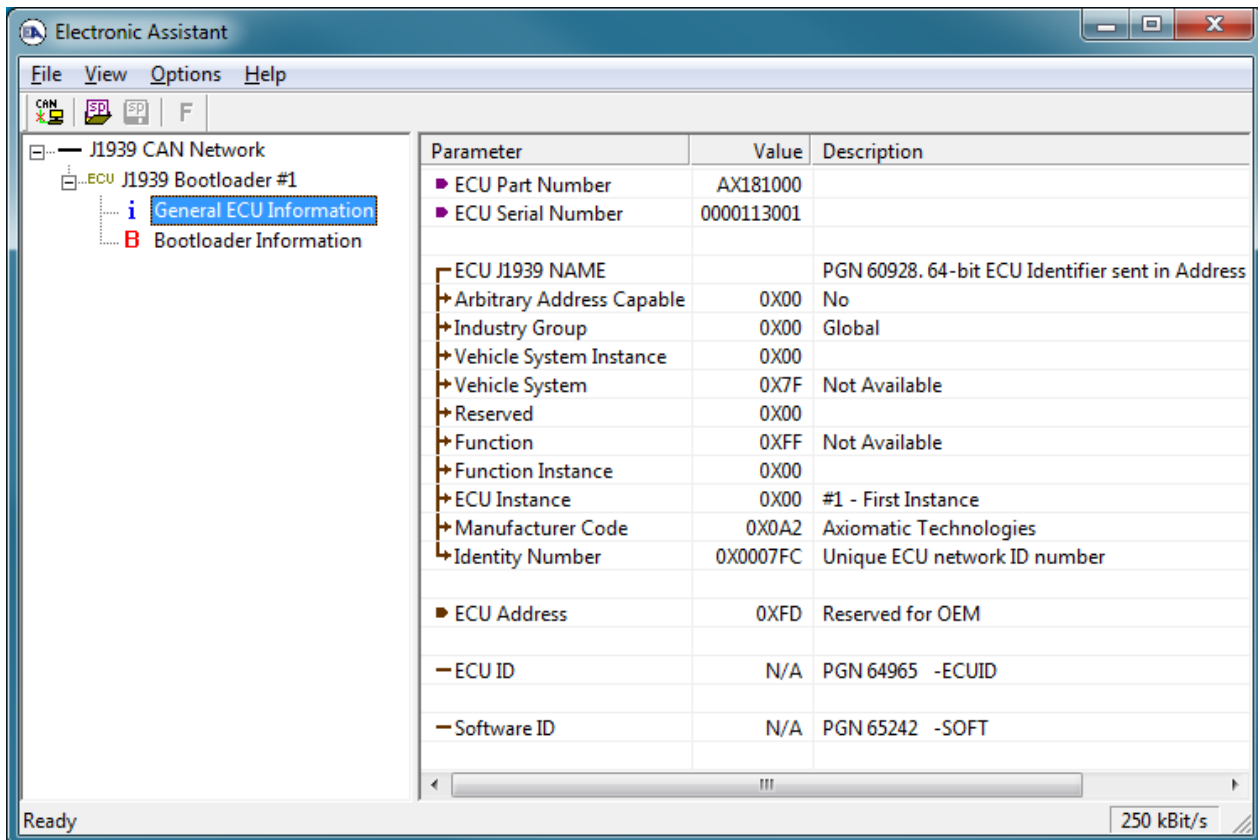 Electronic Assistant
File View Options Help
CAN SP SP F
J1939 CAN Network
ECU J1939 Bootloader #1
i General ECU Information
B Bootloader Information
Parameter Value Description
ECU Part Number AX181000
ECU Serial Number 0000113001
ECU J1939 NAME PGN 60928. 64-bit ECU Identifier sent in Address
Arbitrary Address Capable 0X00 No
Industry Group 0X00 Global
Vehicle System Instance 0X00
Vehicle System 0X7F Not Available
Reserved 0X00
Function 0XFF Not Available
Function Instance 0X00
ECU Instance 0X00 #1 - First Instance
Manufacturer Code 0X0A2 Axiomatic Technologies
Identity Number 0X0007FC Unique ECU network ID number
ECU Address 0XFD Reserved for OEM
ECU ID N/A PGN 64965 -ECUID
Software ID N/A PGN 65242 -SOFT
Ready 250 kBit/s